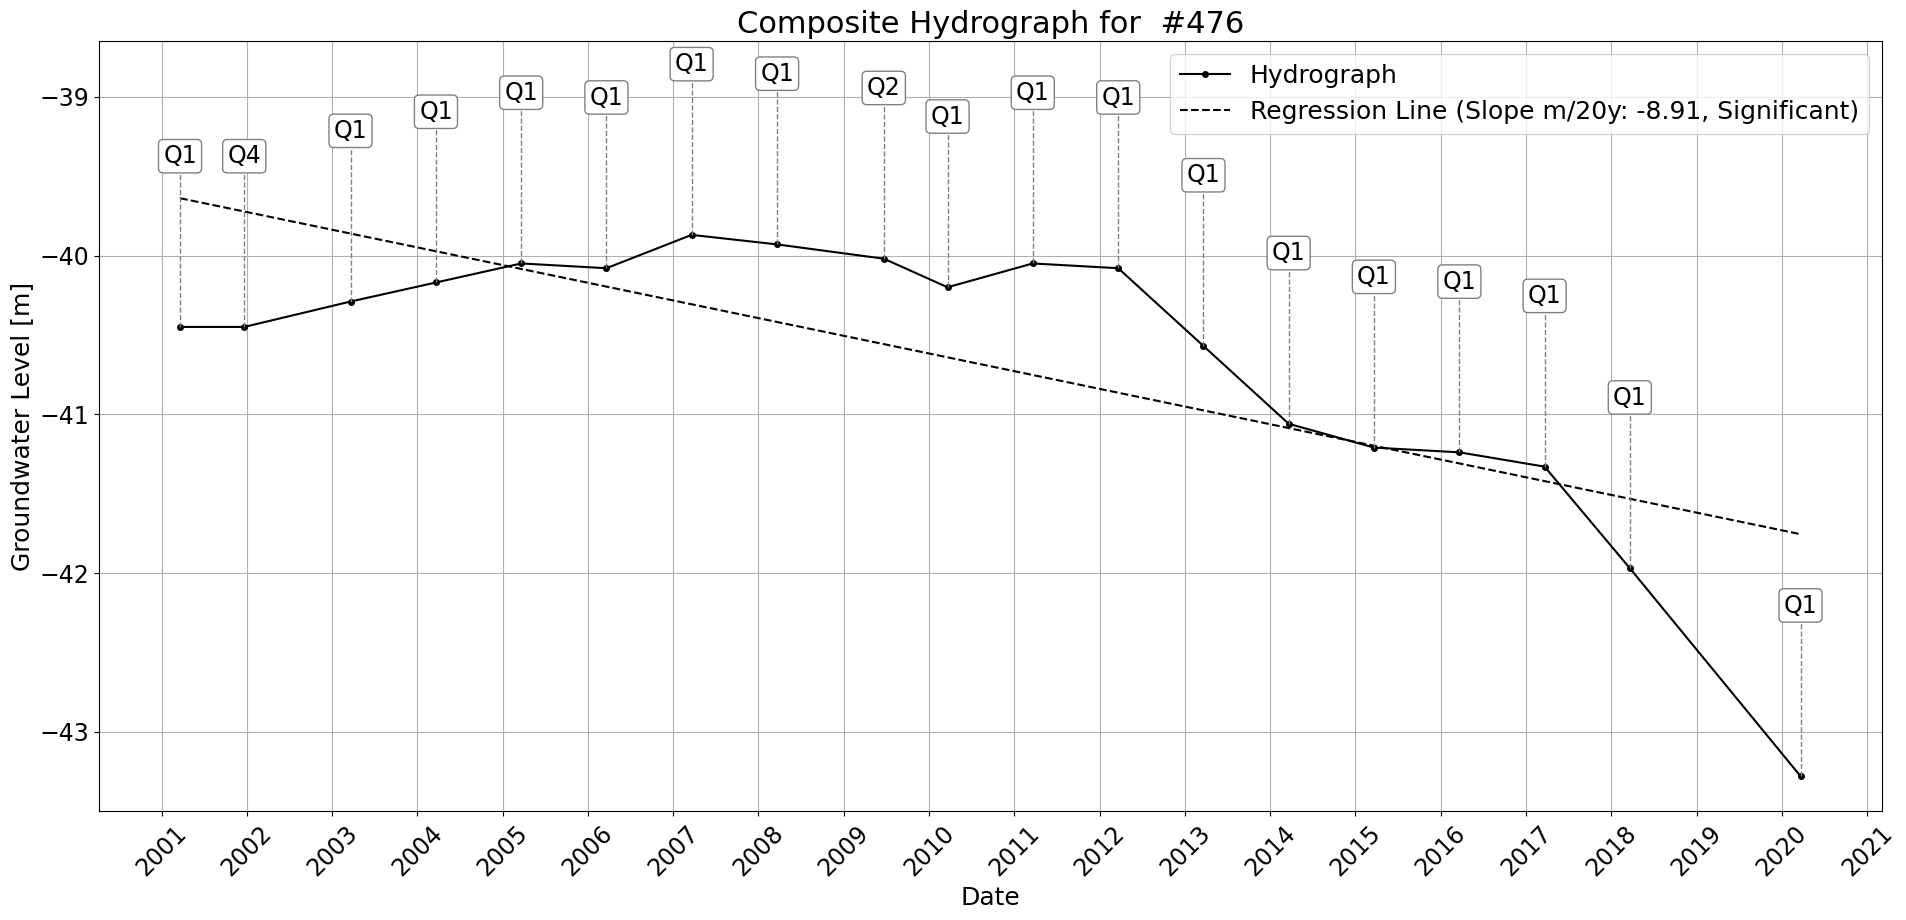 Composite Hydrograph for  #476
Hydrograph
Regression Line (Slope m/20y: -8.91, Significant)
Q1
Q4
Q1
Q1
Q1
Q1
Q1
Q1
Q2
Q1
Q1
Q1
Q1
Q1
Q1
Q1
Q1
Q1
Q1
−39
−40
−41
−42
−43
Groundwater Level [m]
2001
2002
2003
2004
2005
2006
2007
2008
2009
2010
2011
2012
2013
2014
2015
2016
2017
2018
2019
2020
2021
Date